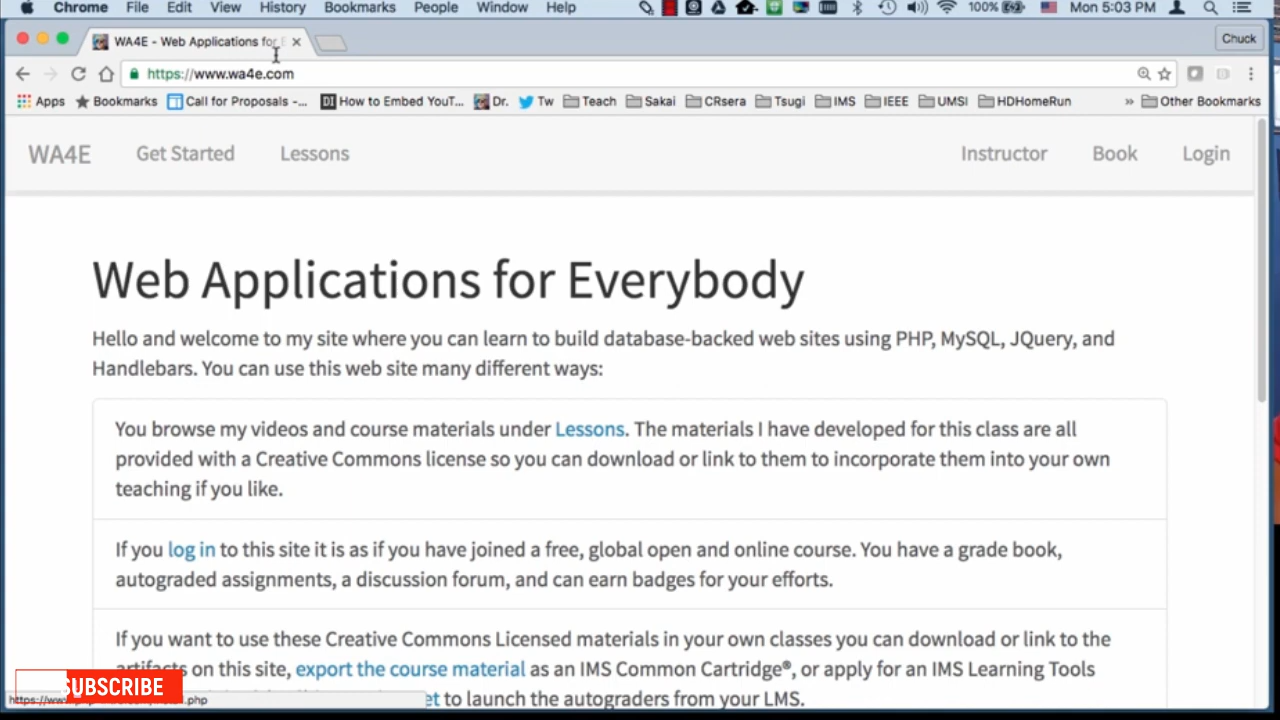 Chrome File Edit View History Bookmarks People Window Help 100% Mon 5:03 PM
WA4E - Web Applications for E Chuck
https://www.wa4e.com
Apps Bookmarks Call for Proposals -... DI How to Embed YouT... Dr. Tw Teach Sakai CRsera Tsugi IMS IEEE UMSI HDHomeRun » Other Bookmarks
WA4E Get Started Lessons Instructor Book Login
Web Applications for Everybody
Hello and welcome to my site where you can learn to build database-backed web sites using PHP, MySQL, JQuery, and
Handlebars. You can use this web site many different ways:
You browse my videos and course materials under Lessons. The materials I have developed for this class are all
provided with a Creative Commons license so you can download or link to them to incorporate them into your own
teaching if you like.
If you log in to this site it is as if you have joined a free, global open and online course. You have a grade book,
autograded assignments, a discussion forum, and can earn badges for your efforts.
If you want to use these Creative Commons Licensed materials in your own classes you can download or link to the
artifacts on this site, export the course material as an IMS Common Cartridge®, or apply for an IMS Learning Tools
SUBSCRIBE
to launch the autograders from your LMS.